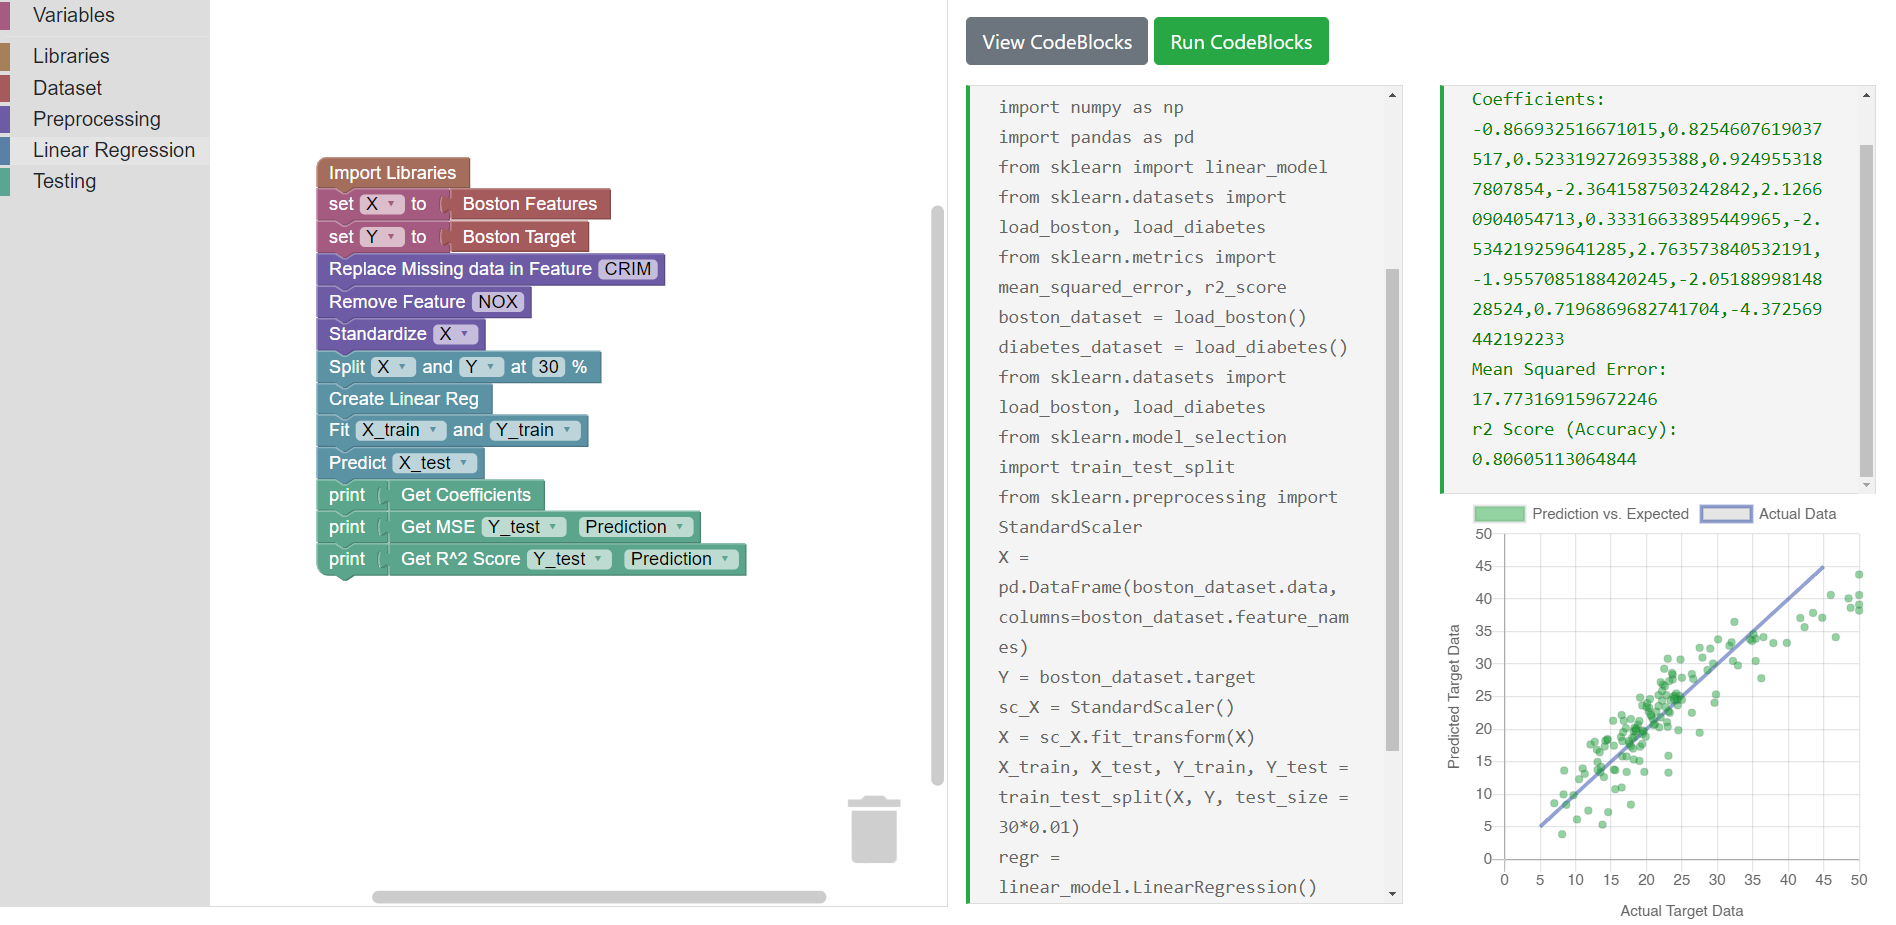 Variables
Libraries
Dataset
Preprocessing
Linear Regression
Testing
Import Libraries
set X to Boston Features
set Y to Boston Target
Replace Missing data in Feature CRIM
Remove Feature NOX
Standardize X
Split X and Y at 30 %
Create Linear Reg
Fit X_train and Y_train
Predict X_test
print Get Coefficients
print Get MSE Y_test Prediction
print Get R^2 Score Y_test Prediction
View CodeBlocks Run CodeBlocks
import numpy as np
import pandas as pd
from sklearn import linear_model
from sklearn.datasets import
load_boston, load_diabetes
from sklearn.metrics import
mean_squared_error, r2_score
boston_dataset = load_boston()
diabetes_dataset = load_diabetes()
from sklearn.datasets import
load_boston, load_diabetes
from sklearn.model_selection
import train_test_split
from sklearn.preprocessing import
StandardScaler
X =
pd.DataFrame(boston_dataset.data,
columns=boston_dataset.feature_nam
es)
Y = boston_dataset.target
sc_X = StandardScaler()
X = sc_X.fit_transform(X)
X_train, X_test, Y_train, Y_test =
train_test_split(X, Y, test_size =
30*0.01)
regr =
linear_model.LinearRegression()
Coefficients:
-0.866932516671015,0.8254607619037
517,0.5233192726935388,0.924955318
7807854,-2.3641587503242842,2.1266
0904054713,0.33316633895449965,-2.
534219259641285,2.763573840532191,
-1.9557085188420245,-2.05188998148
28524,0.7196869682741704,-4.372569
442192233
Mean Squared Error:
17.773169159672246
r2 Score (Accuracy):
0.80605113064844
Prediction vs. Expected Actual Data
50
45
40
35
30
25
20
15
10
5
0
Predicted Target Data
0 5 10 15 20 25 30 35 40 45 50
Actual Target Data